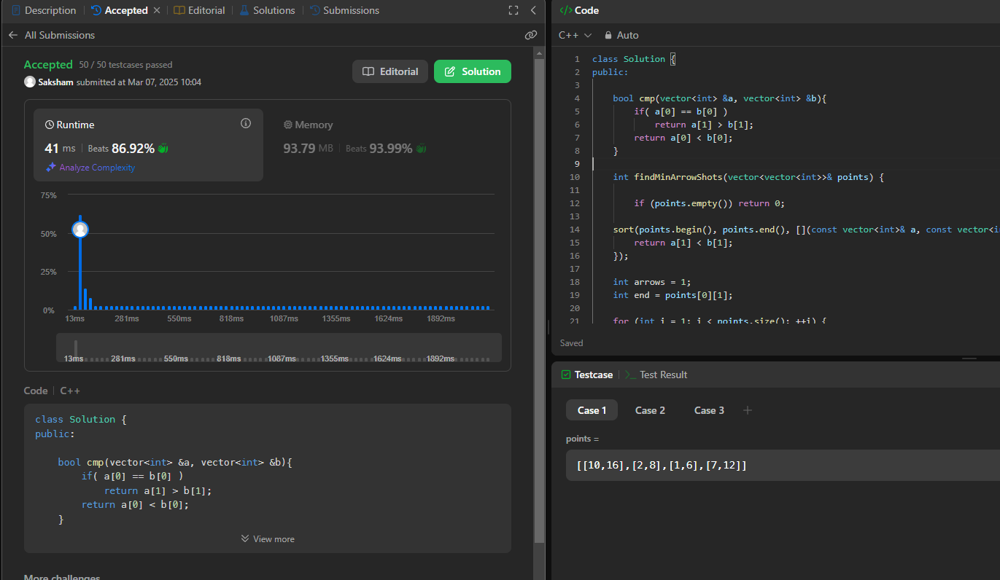 Description
Accepted
Editorial
Solutions
Submissions
All Submissions
Accepted 50 / 50 testcases passed
Editorial
Solution
Saksham submitted at Mar 07, 2025 10:04
Runtime
41 ms Beats 86.92%
Analyze Complexity
Memory
93.79 MB Beats 93.99%
75%
50%
25%
0%
13ms 281ms 550ms 818ms 1087ms 1355ms 1624ms 1892ms
13ms 281ms 550ms 818ms 1087ms 1355ms 1624ms 1892ms
Code C++
class Solution {
public:
bool cmp(vector<int> &a, vector<int> &b){
if( a[0] == b[0] )
return a[1] > b[1];
return a[0] < b[0];
}
View more
More challenges
</> Code
C++ Auto
1 class Solution {
2 public:
3
4 bool cmp(vector<int> &a, vector<int> &b){
5 if( a[0] == b[0] )
6 return a[1] > b[1];
7 return a[0] < b[0];
8 }
9
10 int findMinArrowShots(vector<vector<int>>& points) {
11
12 if (points.empty()) return 0;
13
14 sort(points.begin(), points.end(), [](const vector<int>& a, const vector<in
15 return a[1] < b[1];
16 });
17
18 int arrows = 1;
19 int end = points[0][1];
20
21 for (int i = 1; i < points.size(); ++i) {
Saved
Testcase
>_ Test Result
Case 1 Case 2 Case 3 +
points =
[[10,16],[2,8],[1,6],[7,12]]